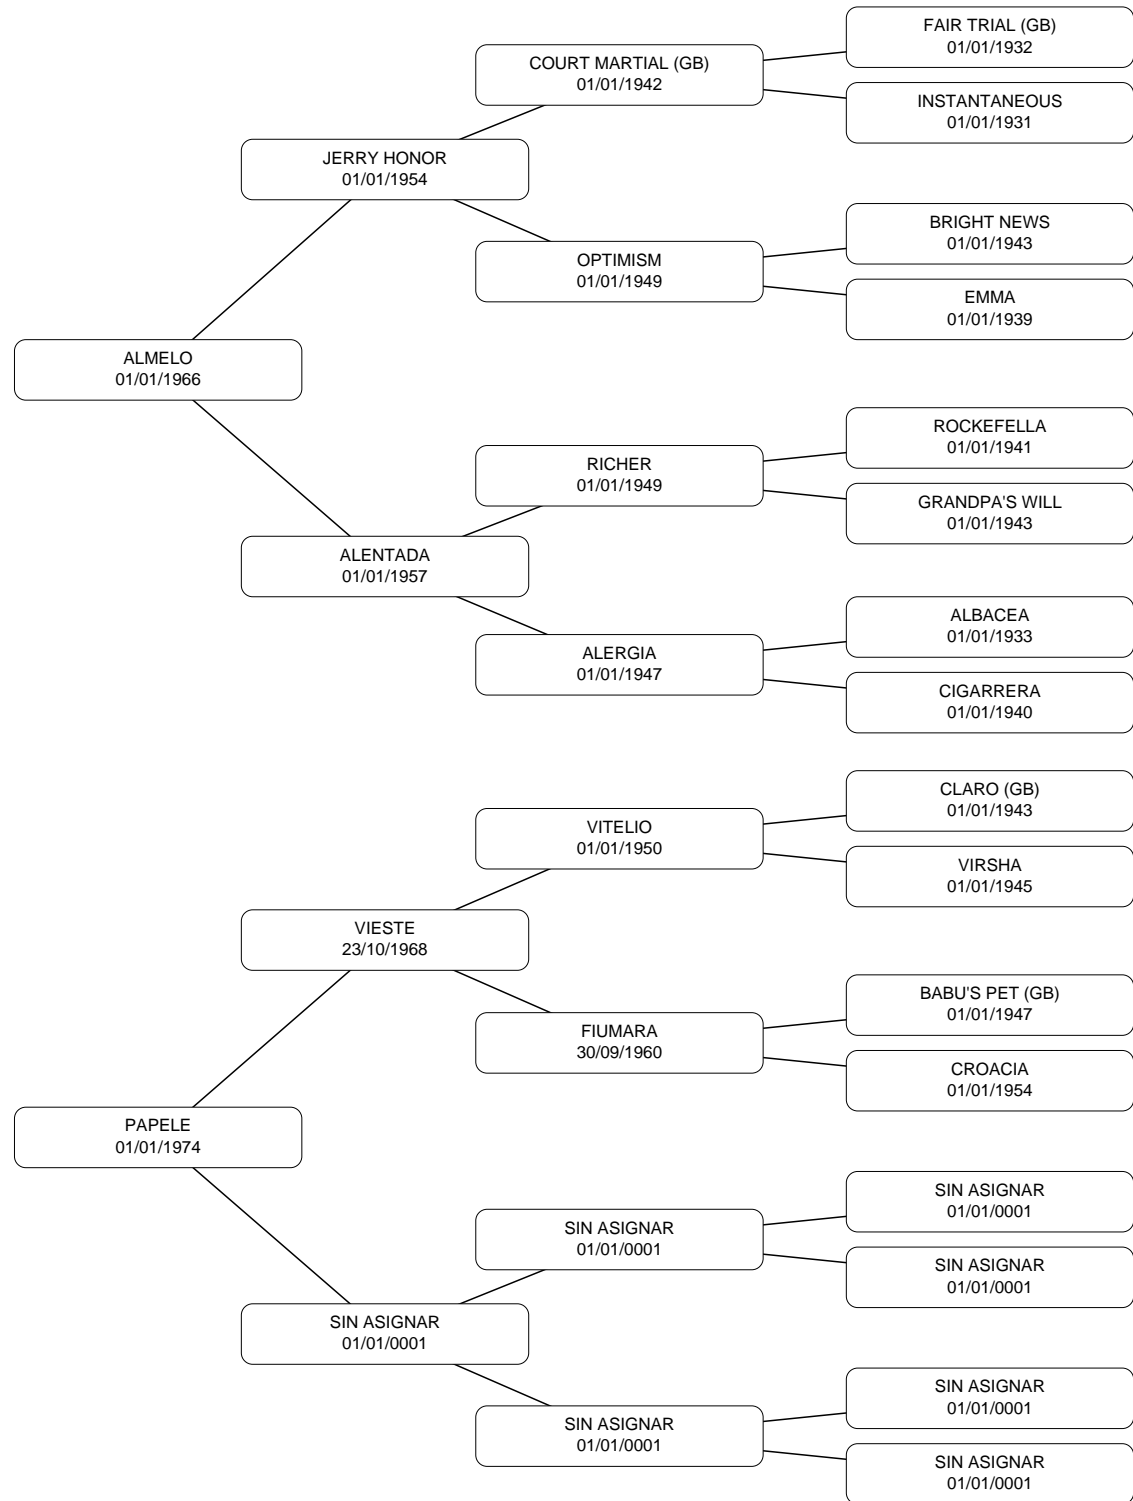 FAIR TRIAL (GB)
01/01/1932
COURT MARTIAL (GB)
01/01/1942
INSTANTANEOUS
01/01/1931
JERRY HONOR
01/01/1954
BRIGHT NEWS
01/01/1943
OPTIMISM
01/01/1949
EMMA
01/01/1939
ALMELO
01/01/1966
ROCKEFELLA
01/01/1941
RICHER
01/01/1949
GRANDPA'S WILL
01/01/1943
ALENTADA
01/01/1957
ALBACEA
01/01/1933
ALERGIA
01/01/1947
CIGARRERA
01/01/1940
CLARO (GB)
01/01/1943
VITELIO
01/01/1950
VIRSHA
01/01/1945
VIESTE
23/10/1968
BABU'S PET (GB)
01/01/1947
FIUMARA
30/09/1960
CROACIA
01/01/1954
PAPELE
01/01/1974
SIN ASIGNAR
01/01/0001
SIN ASIGNAR
01/01/0001
SIN ASIGNAR
01/01/0001
SIN ASIGNAR
01/01/0001
SIN ASIGNAR
01/01/0001
SIN ASIGNAR
01/01/0001
SIN ASIGNAR
01/01/0001